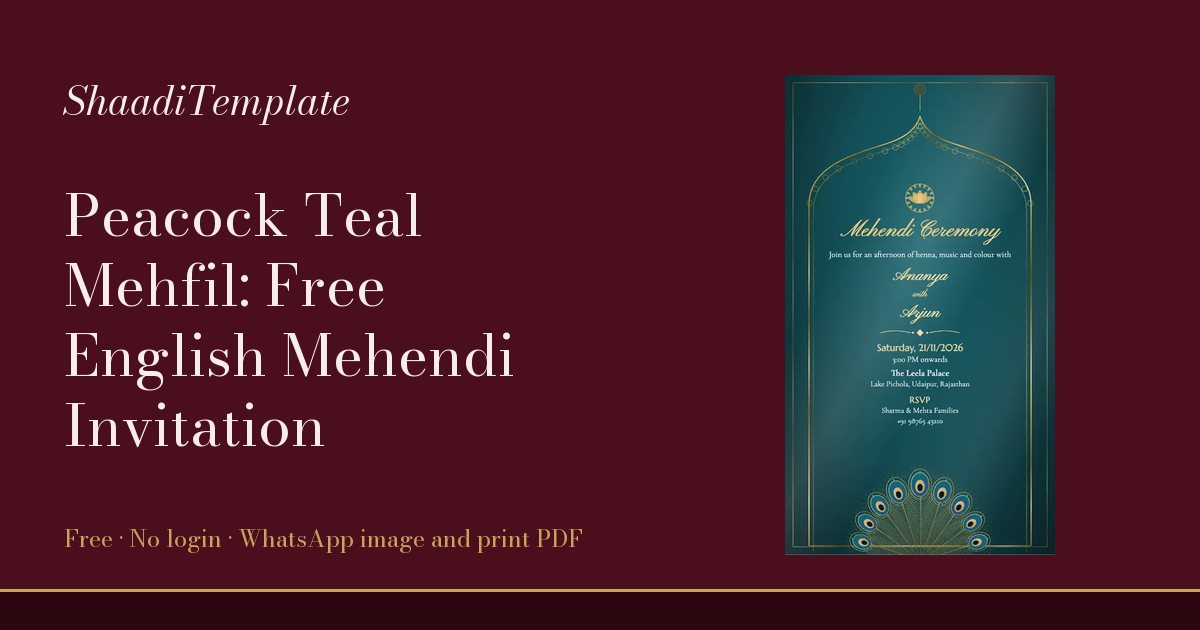 ShaadiTemplate
Peacock Teal
Mehfil: Free
English Mehendi
Invitation
Free · No login · WhatsApp image and print PDF
Mehendi Ceremony
Join us for an afternoon of henna, music and colour with
Ananya
with
Arjun
Saturday, 21/11/2026
3:00 PM onwards
The Leela Palace
Lake Pichola, Udaipur, Rajasthan
RSVP
Sharma & Mehta Families
+91 98765 43210